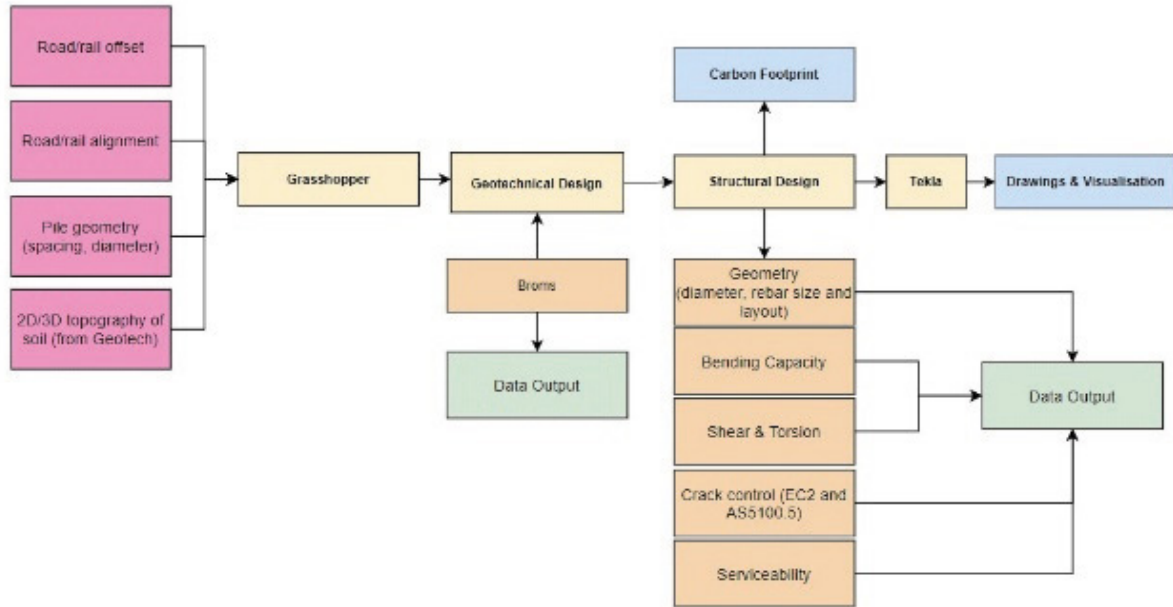 Road/rail offset
Road/rail alignment
Pile geometry
(spacing, diameter)
2D/3D topography of
soil (from Geotech)
Grasshopper
Geotechnical Design
Broms
Data Output
Carbon Footprint
Structural Design
Tekla
Drawings & Visualisation
Geometry
(diameter, rebar size and
layout)
Bending Capacity
Shear & Torsion
Crack control (EC2 and
AS5100.5)
Serviceability
Data Output